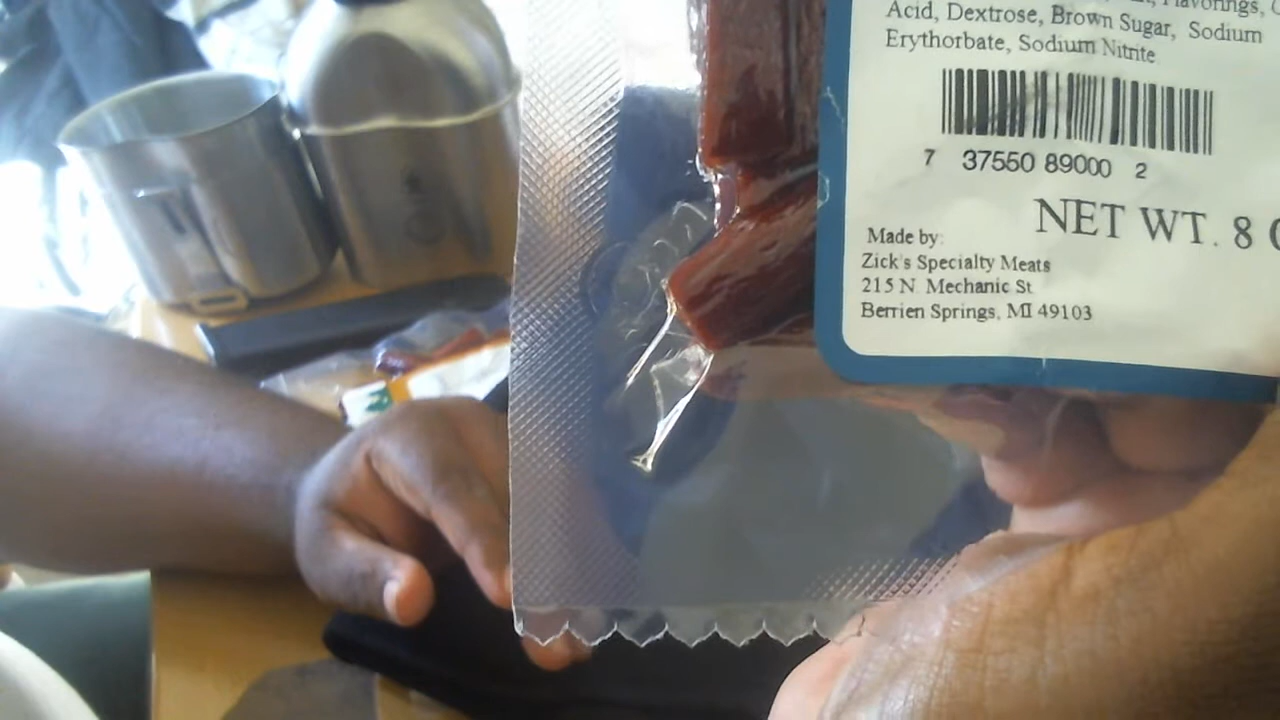 Flavorings,
Acid, Dextrose, Brown Sugar, Sodium
Erythorbate, Sodium Nitrite
7 37550 89000 2
NET WT. 8
Made by:
Zick's Specialty Meats
215 N. Mechanic St
Berrien Springs, MI 49103